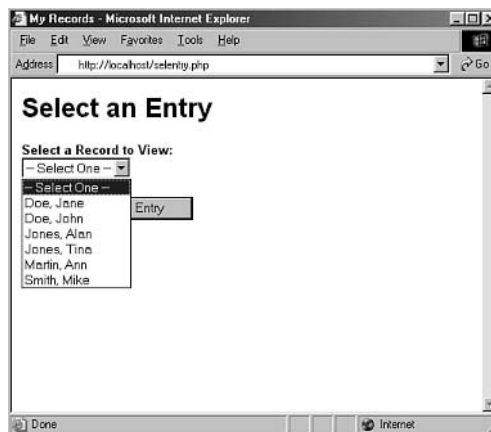 My Records - Microsoft Internet Explorer
File Edit View Favorites Tools Help
Address http://localhost/selentry.php Go
Select an Entry
Select a Record to View:
-- Select One --
-- Select One --
Doe, Jane
Doe, John
Jones, Alan
Jones, Tina
Martin, Ann
Smith, Mike
Entry
Done Internet